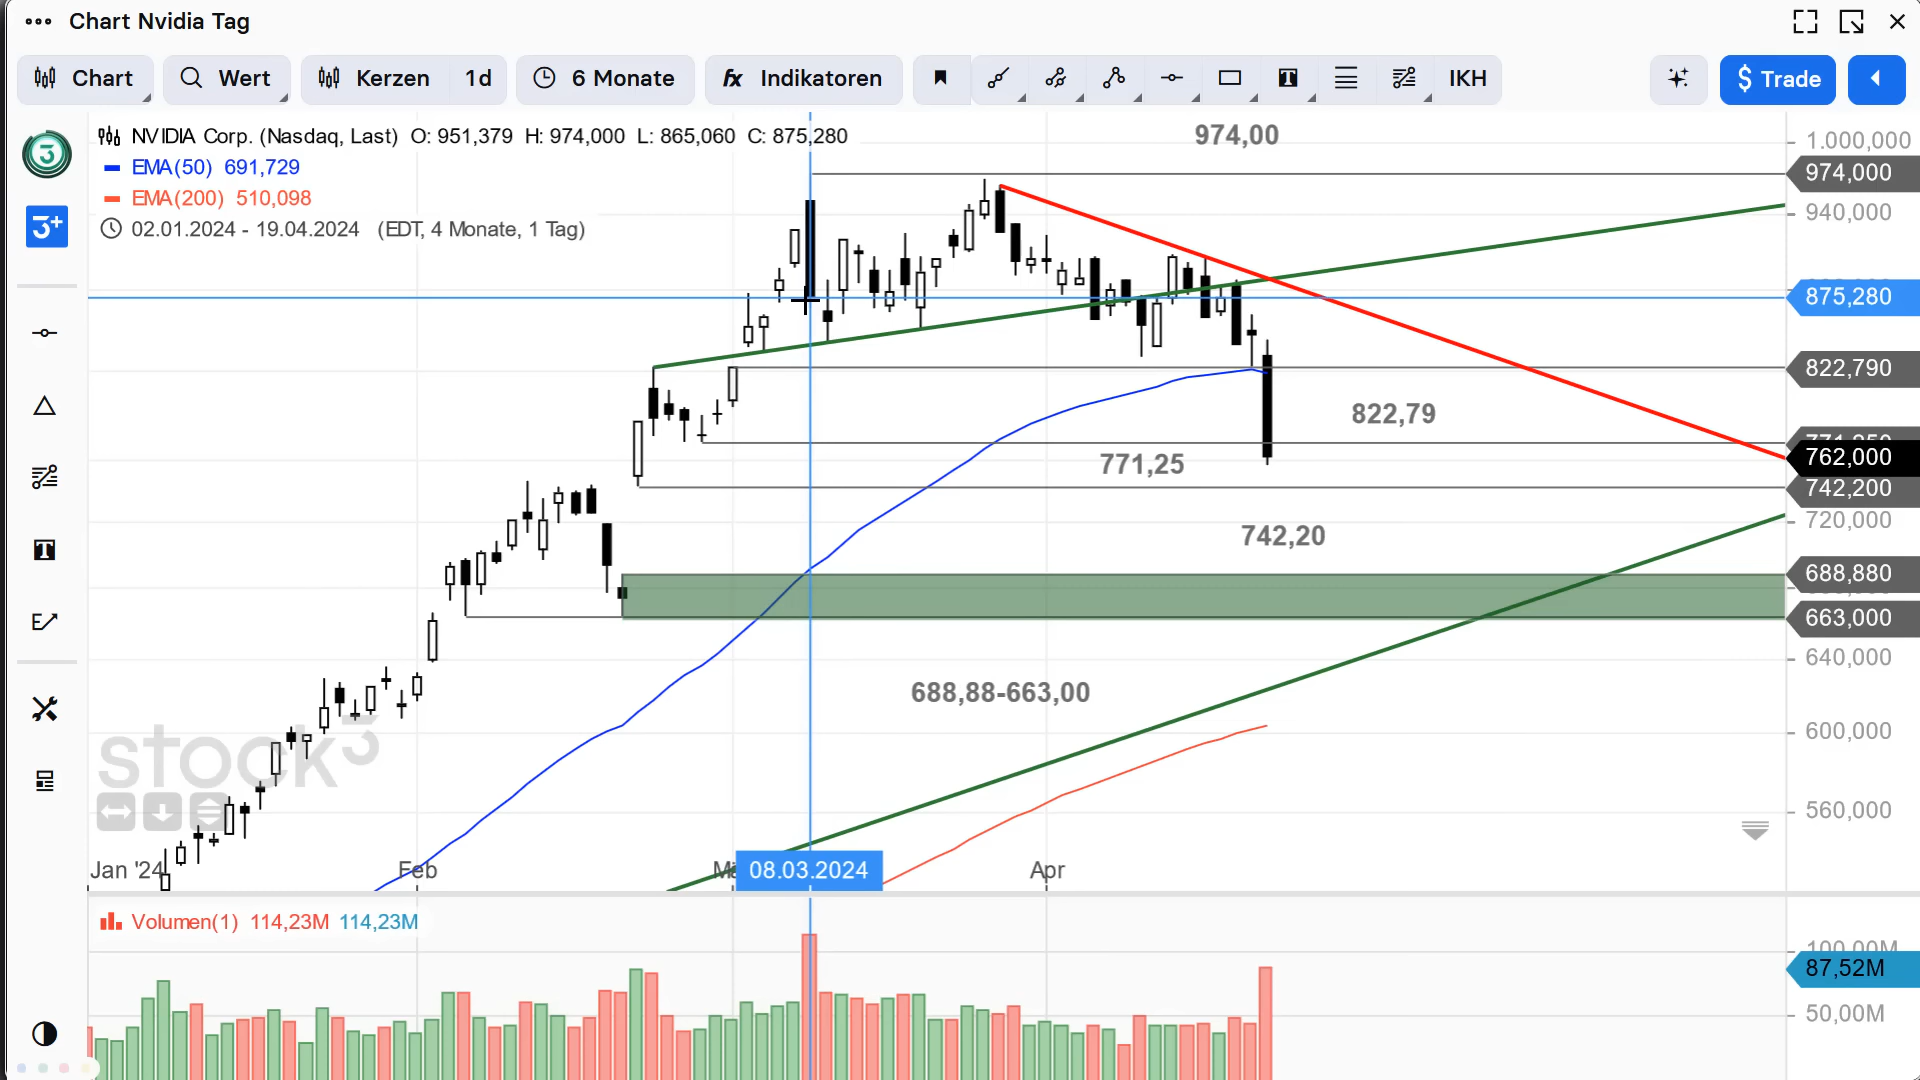 Chart Nvidia Tag
Chart
Wert
Kerzen 1d
6 Monate
fx Indikatoren
T
IKH
$ Trade
3
3+
NVIDIA Corp. (Nasdaq, Last) O: 951,379 H: 974,000 L: 865,060 C: 875,280
EMA(50) 691,729
EMA(200) 510,098
02.01.2024 - 19.04.2024 (EDT, 4 Monate, 1 Tag)
974,00
822,79
771,25
742,20
688,88-663,00
1.000,000
974,000
940,000
875,280
822,790
762,000
742,200
720,000
688,880
663,000
640,000
600,000
560,000
T
E
stock3
Jan '24
Feb
08.03.2024
Apr
Volumen(1) 114,23M 114,23M
100,00M
87,52M
50,00M